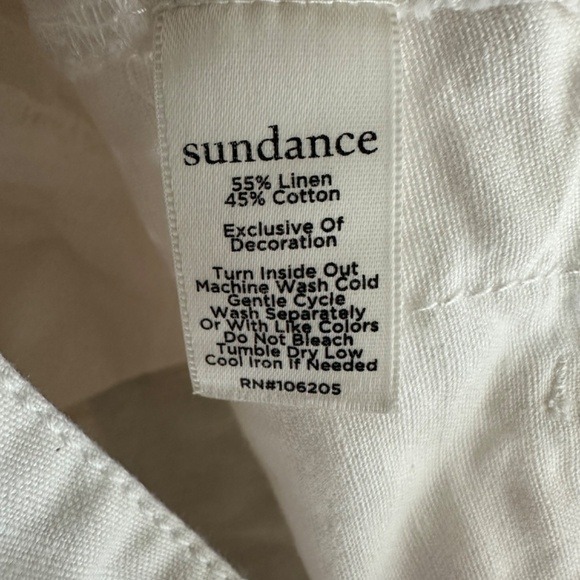 sundance
55% Linen
45% Cotton
Exclusive Of
Decoration
Turn Inside Out
Machine Wash Cold
Gentle Cycle
Wash Separately
Or With Like Colors
Do Not Bleach
Tumble Dry Low
Cool Iron If Needed
RN#106205